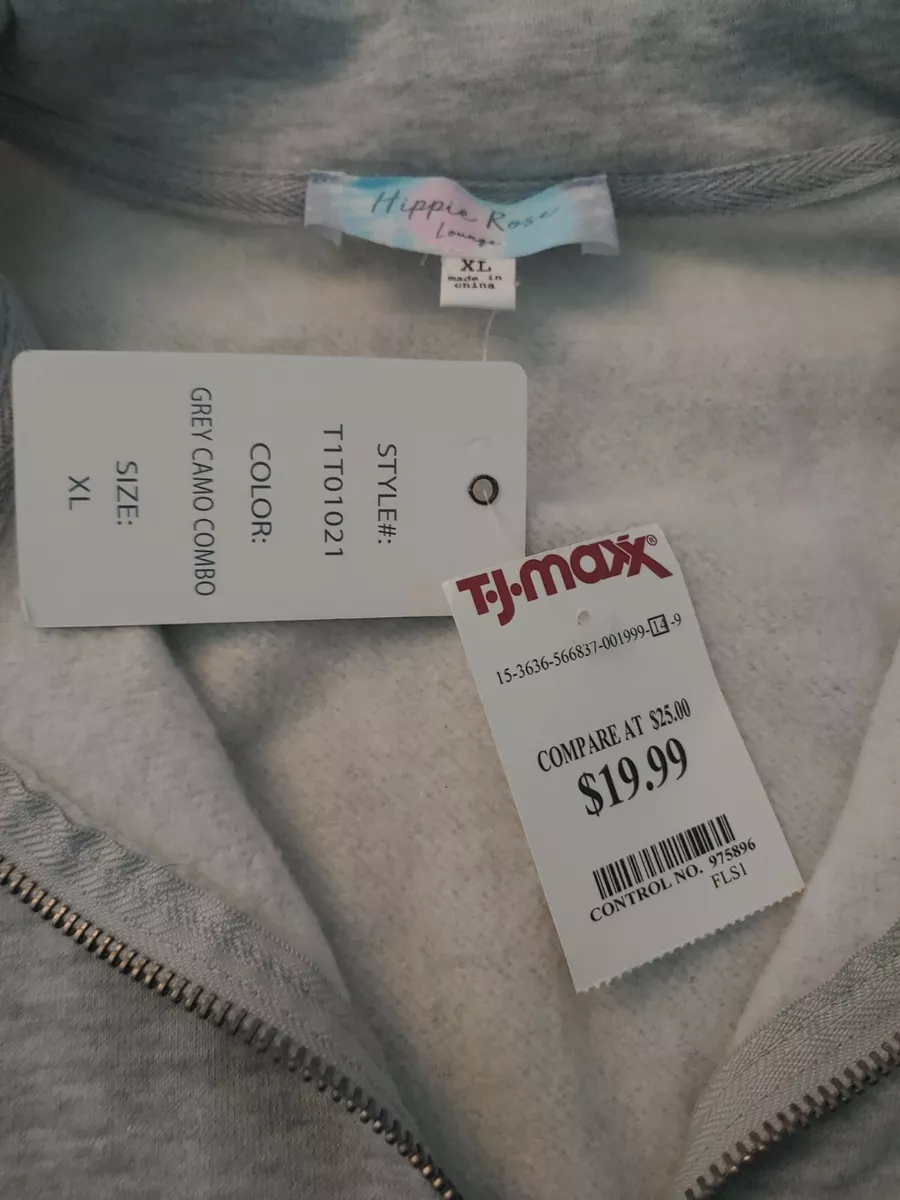 Hippie Rose
Lounge
XL
made in
china
STYLE#:
T1T01021
COLOR:
GREY CAMO COMBO
SIZE:
XL
T·J·maxx®
15-3636-566837-001999-14-9
COMPARE AT $25.00
$19.99
CONTROL NO. 975896
FLS1